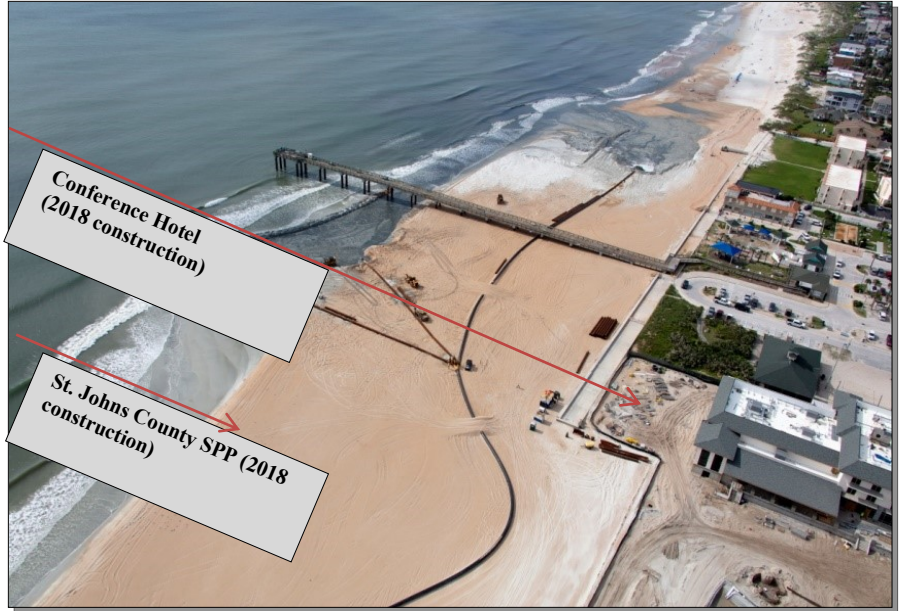 Conference Hotel
(2018 construction)
St. Johns County SPP (2018
construction)